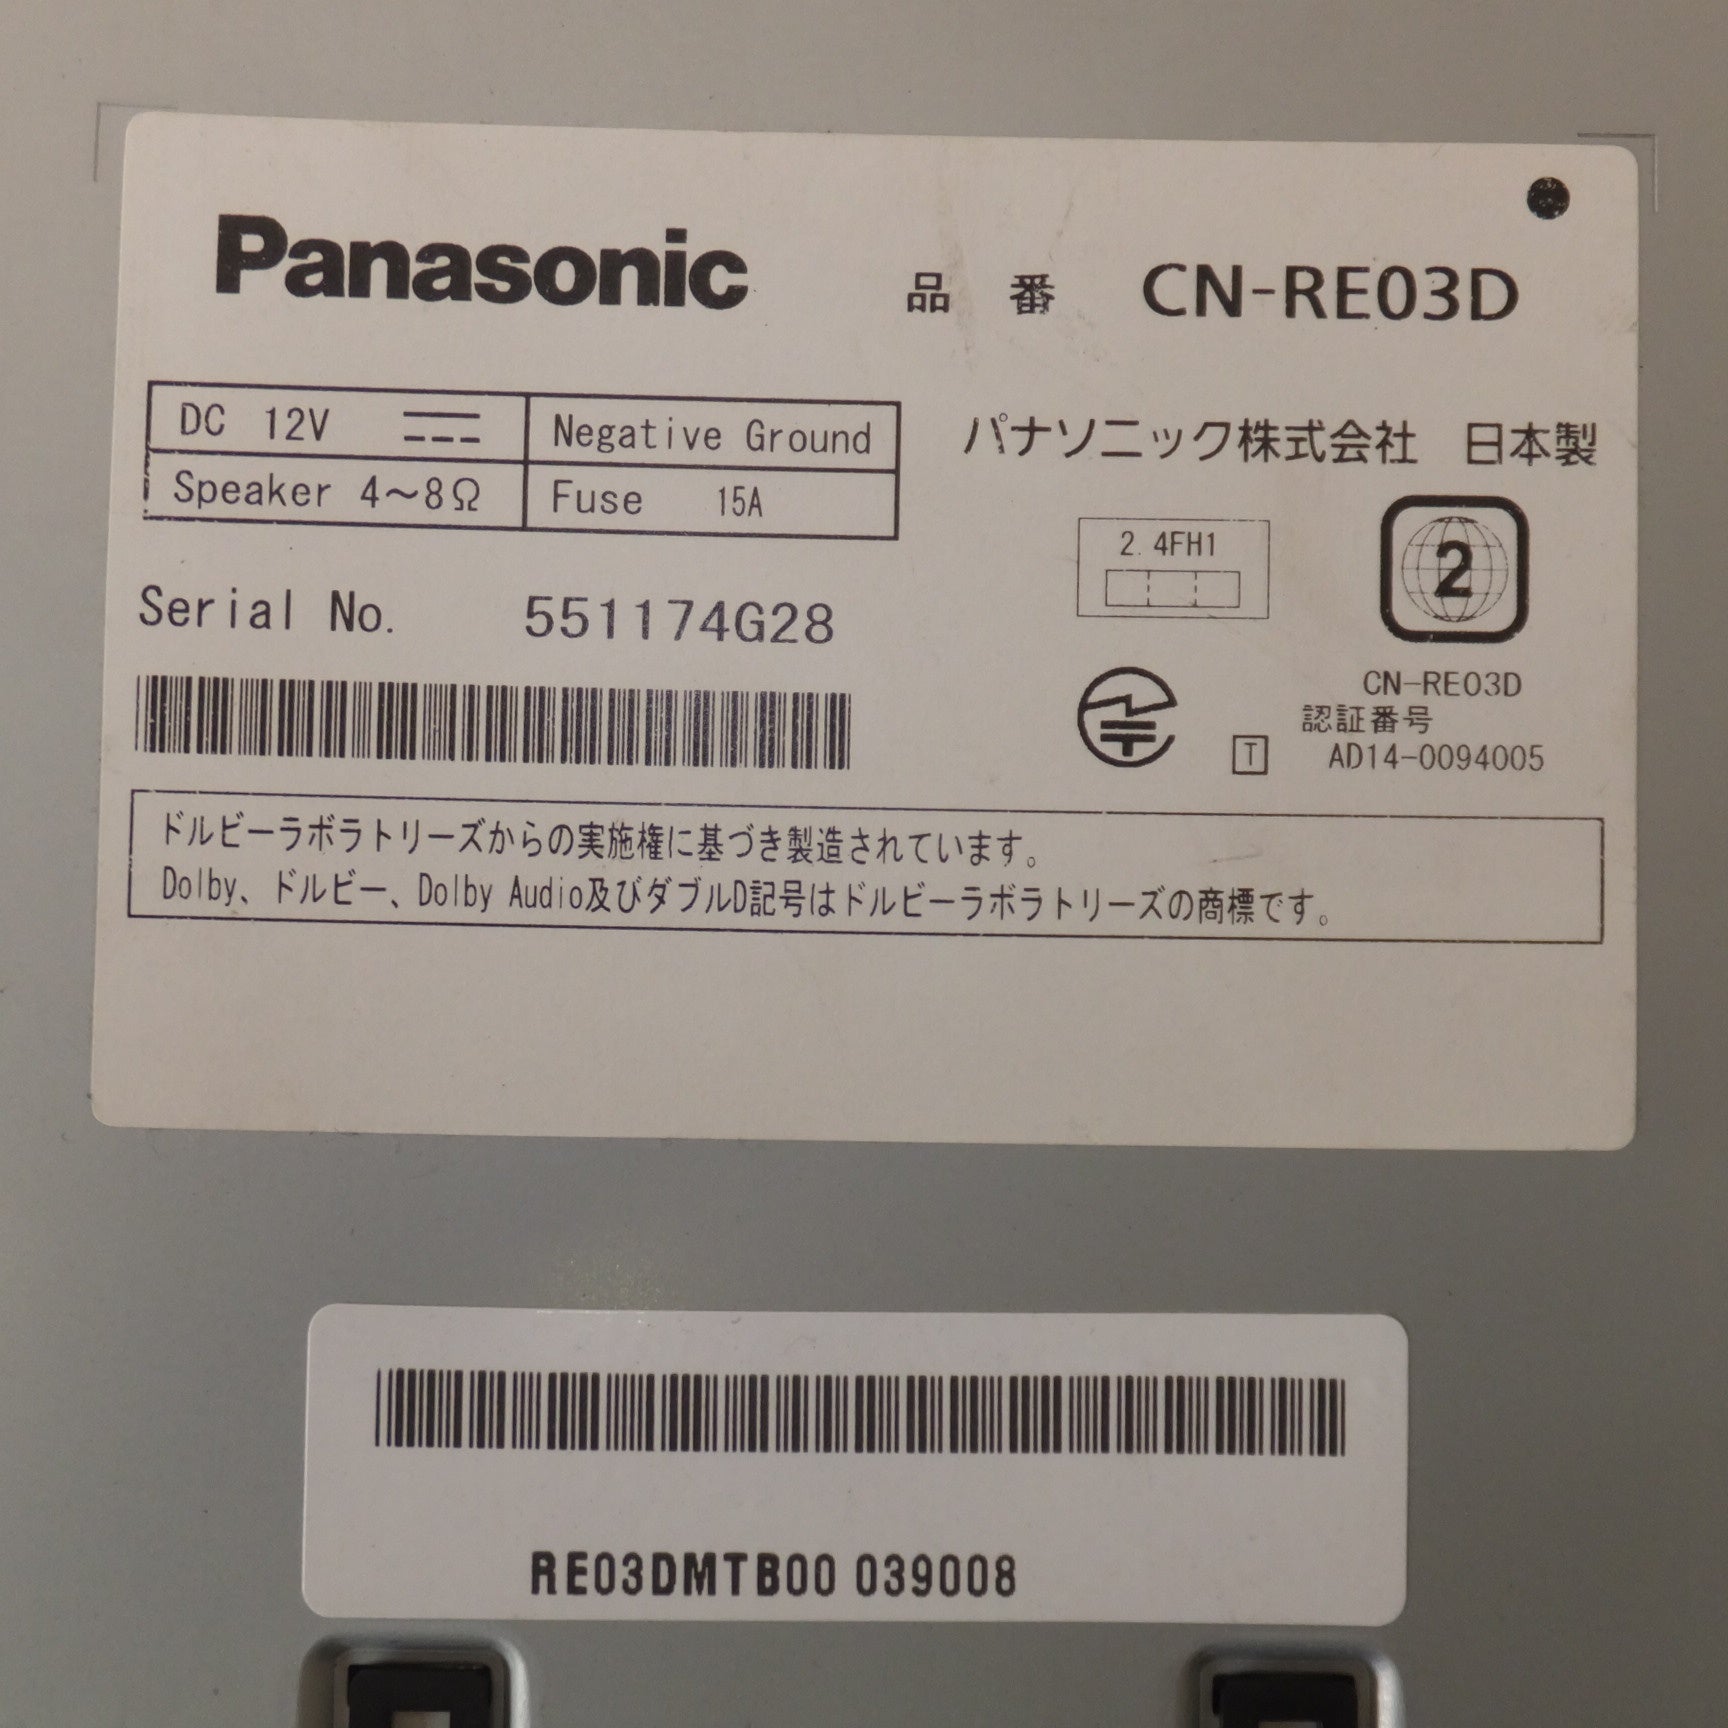 Panasonic 品番 CN-RE03D
DC 12V Negative Ground
Speaker 4～8Ω Fuse 15A
パナソニック株式会社 日本製
2.4FH1
2
Serial No. 551174G28
CN-RE03D
認証番号
T AD14-0094005
ドルビーラボラトリーズからの実施権に基づき製造されています。
Dolby、ドルビー、Dolby Audio及びダブルD記号はドルビーラボラトリーズの商標です。
RE03DMTB00 039008